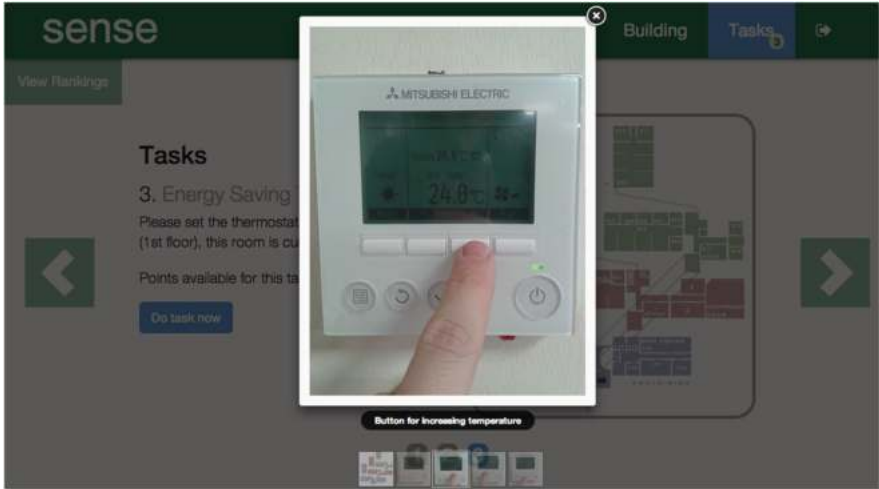 sense
Building
Tasks
View Rankings
MITSUBISHI ELECTRIC
24.0°C
Tasks
3. Energy Saving
Please set the thermostat
(1st floor), this room is cu
Points available for this ta
Do task now
Button for increasing temperature